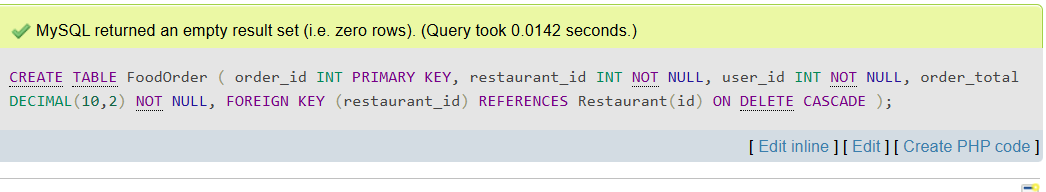 MySQL returned an empty result set (i.e. zero rows). (Query took 0.0142 seconds.)
CREATE TABLE FoodOrder ( order_id INT PRIMARY KEY, restaurant_id INT NOT NULL, user_id INT NOT NULL, order_total
DECIMAL(10,2) NOT NULL, FOREIGN KEY (restaurant_id) REFERENCES Restaurant(id) ON DELETE CASCADE );
[ Edit inline ] [ Edit ] [ Create PHP code ]